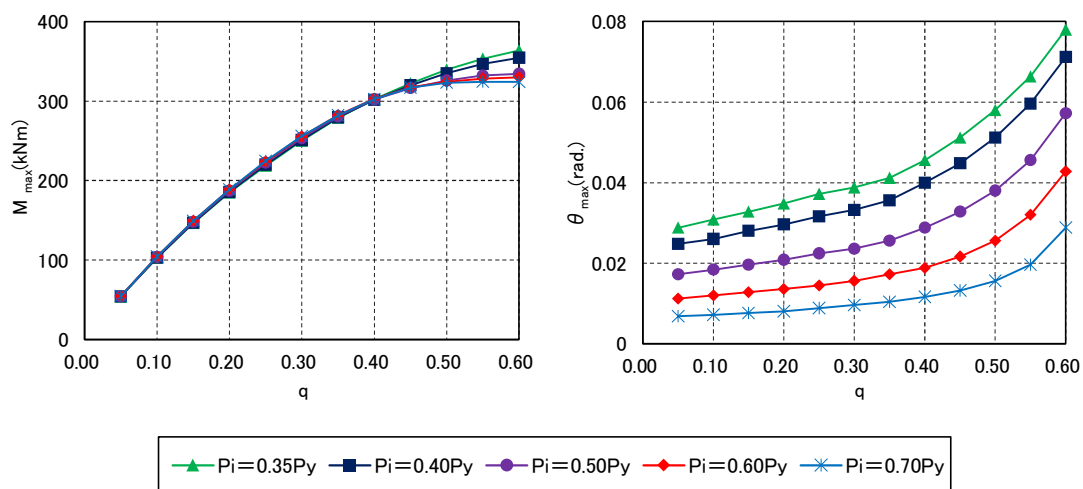 400
300
200
100
0
M max(kNm)
0.00 0.10 0.20 0.30 0.40 0.50 0.60
q
0.08
0.06
0.04
0.02
0
θ max(rad.)
0.00 0.10 0.20 0.30 0.40 0.50 0.60
q
Pi＝0.35Py Pi＝0.40Py Pi＝0.50Py Pi＝0.60Py Pi＝0.70Py